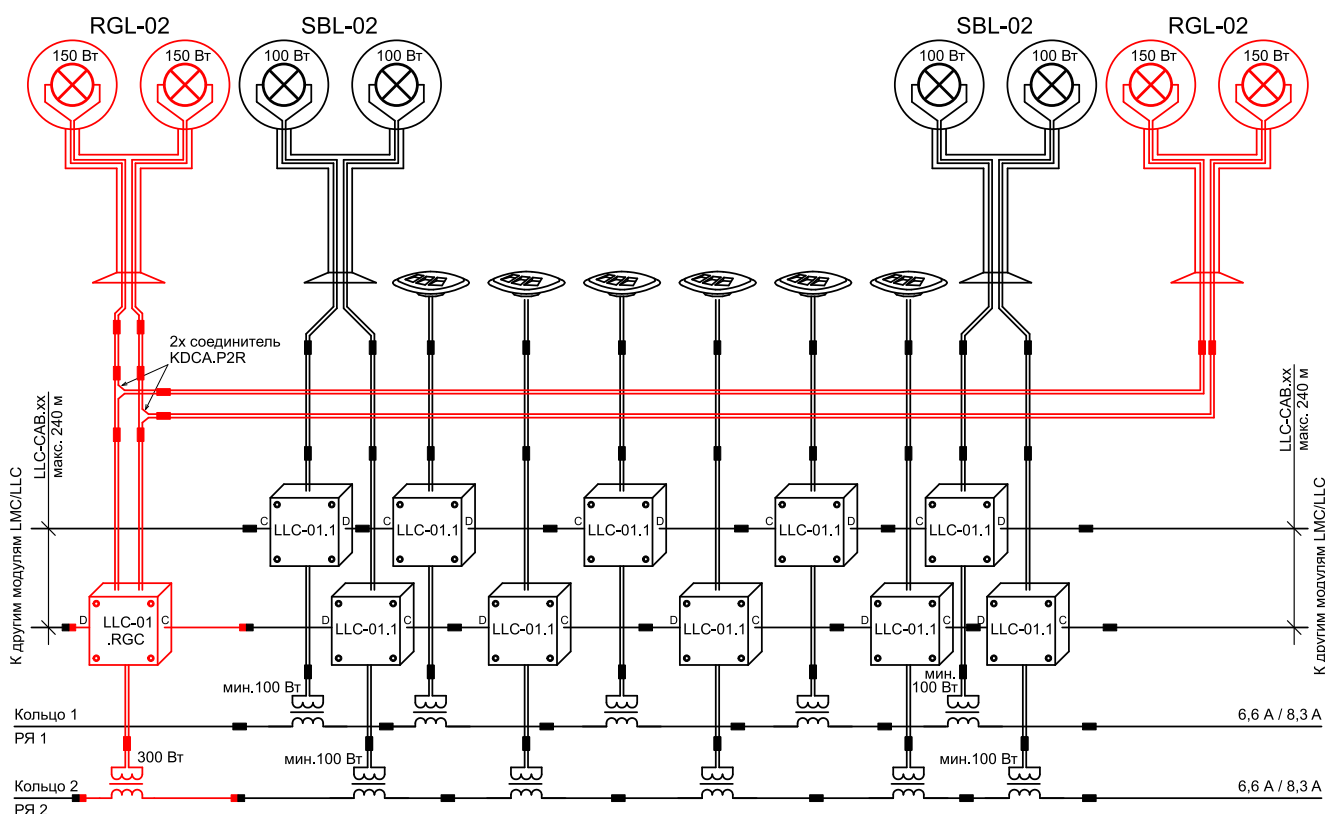 RGL-02
SBL-02
SBL-02
RGL-02
150 Вт
150 Вт
100 Вт
100 Вт
100 Вт
100 Вт
150 Вт
150 Вт
2х соединитель
KDCA.P2R
К другим модулям LMC/LLC
LLC-CAB.xx
макс. 240 м
LLC-CAB.xx
макс. 240 м
К другим модулям LMC/LLC
C
LLC-01.1
D
C
LLC-01.1
D
C
LLC-01.1
D
C
LLC-01.1
D
C
LLC-01.1
D
D
LLC-01
.RGC
C
D
LLC-01.1
C
D
LLC-01.1
C
D
LLC-01.1
C
D
LLC-01.1
C
D
LLC-01.1
C
мин.100 Вт
мин.
100 Вт
Кольцо 1
РЯ 1
6,6 А / 8,3 А
300 Вт
мин.100 Вт
мин.100 Вт
Кольцо 2
РЯ 2
6,6 А / 8,3 А